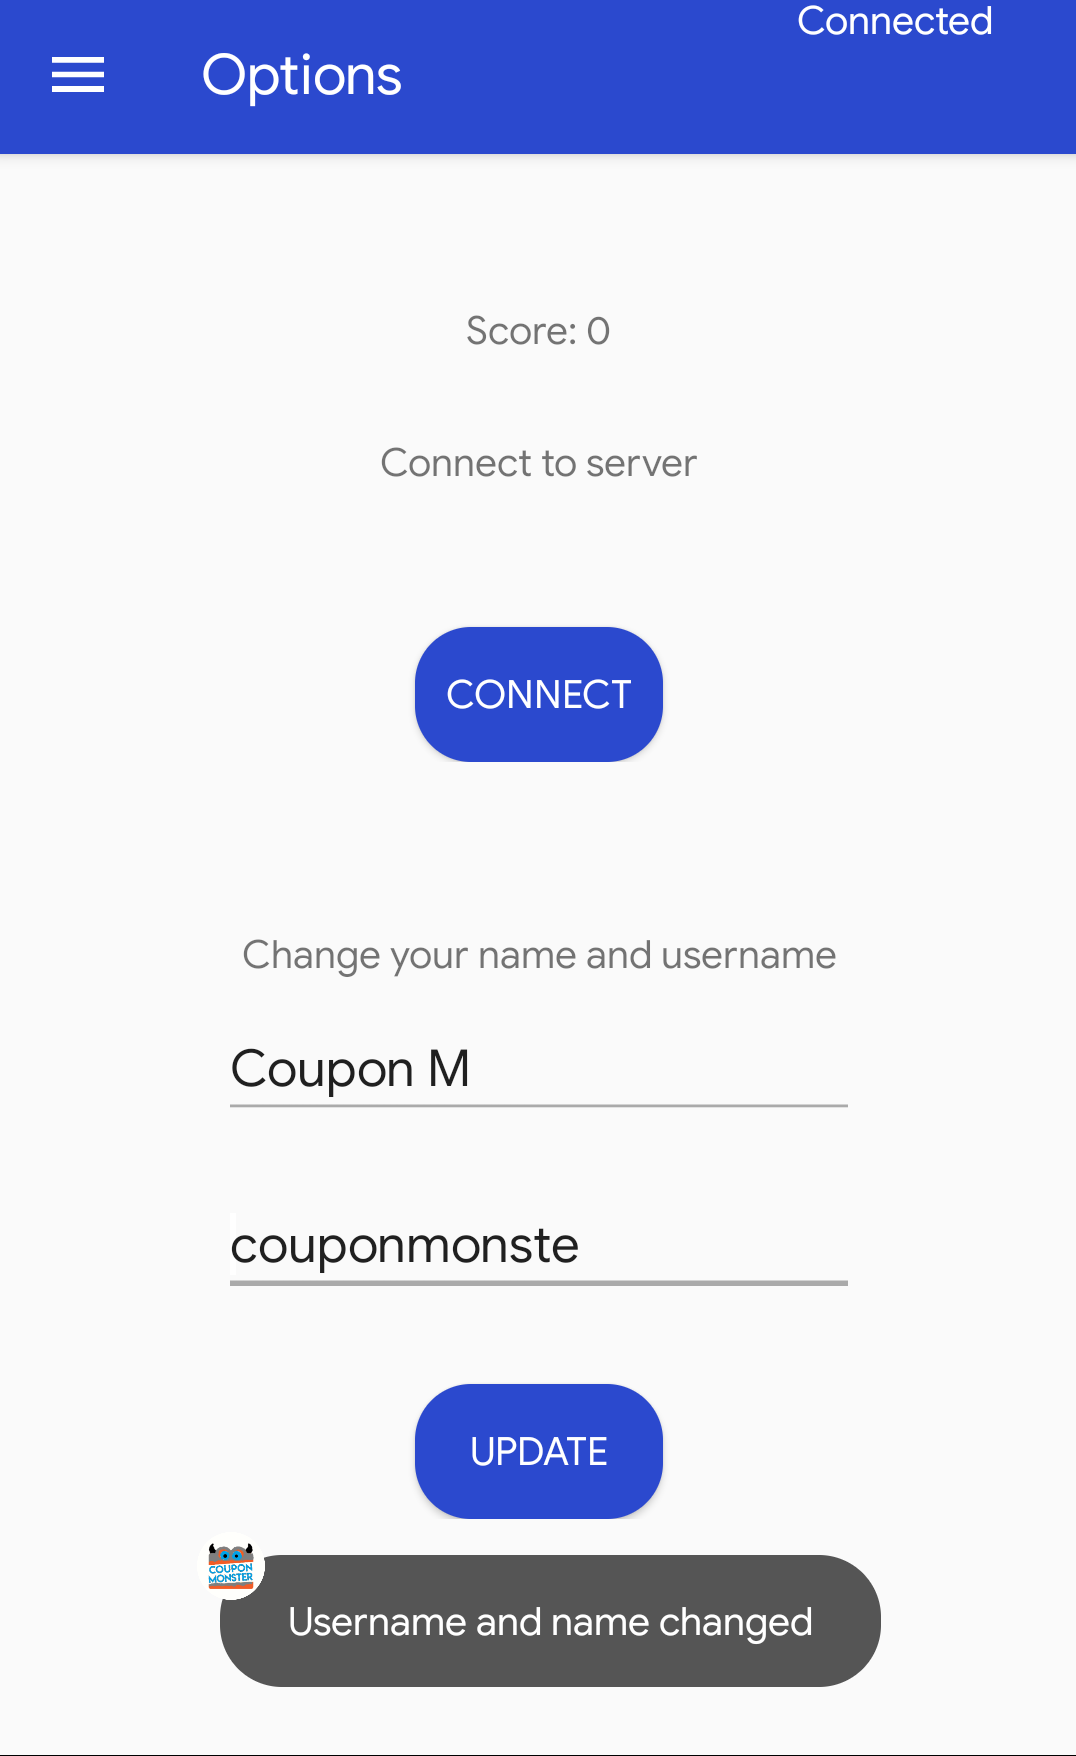 Connected
Options
Score: 0
Connect to server
CONNECT
Change your name and username
Coupon M
couponmonste
UPDATE
COUPON
MONSTER
Username and name changed